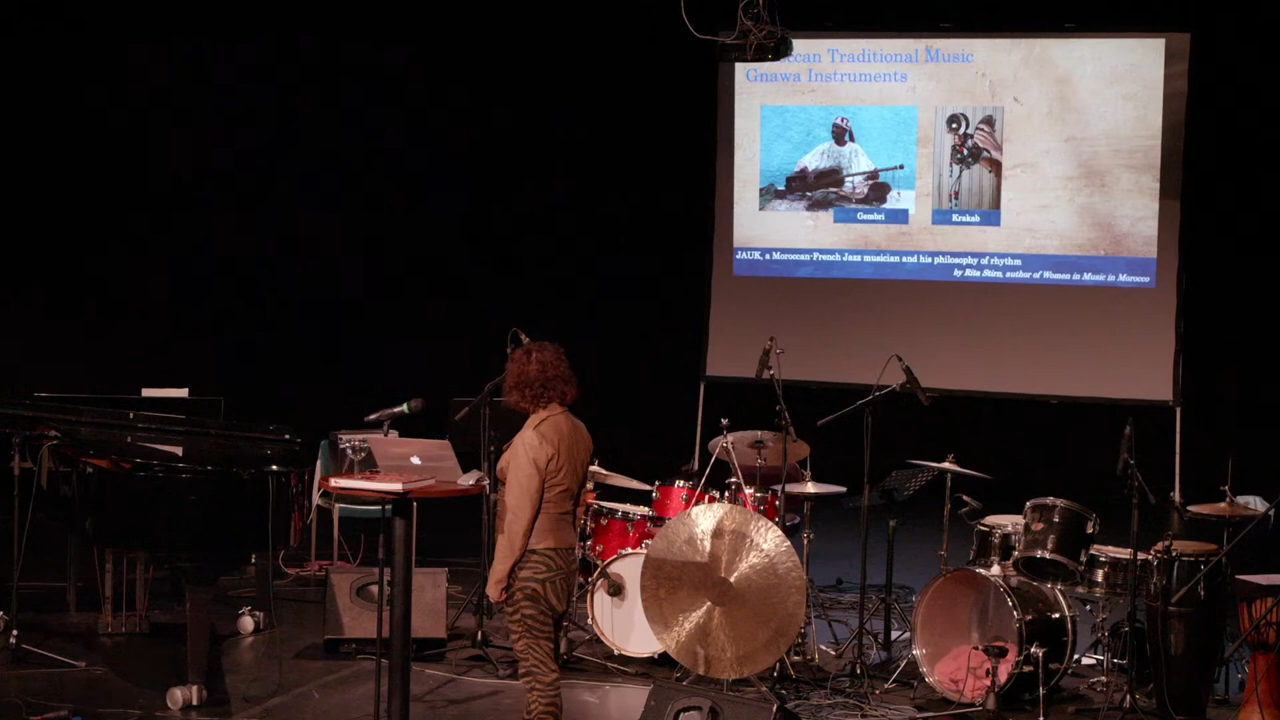 ccan Traditional Music
Gnawa Instruments
Gembri
Krakab
JAUK, a Moroccan-French Jazz musician and his philosophy of rhythm
by Rita Stirn, author of Women in Music in Morocco